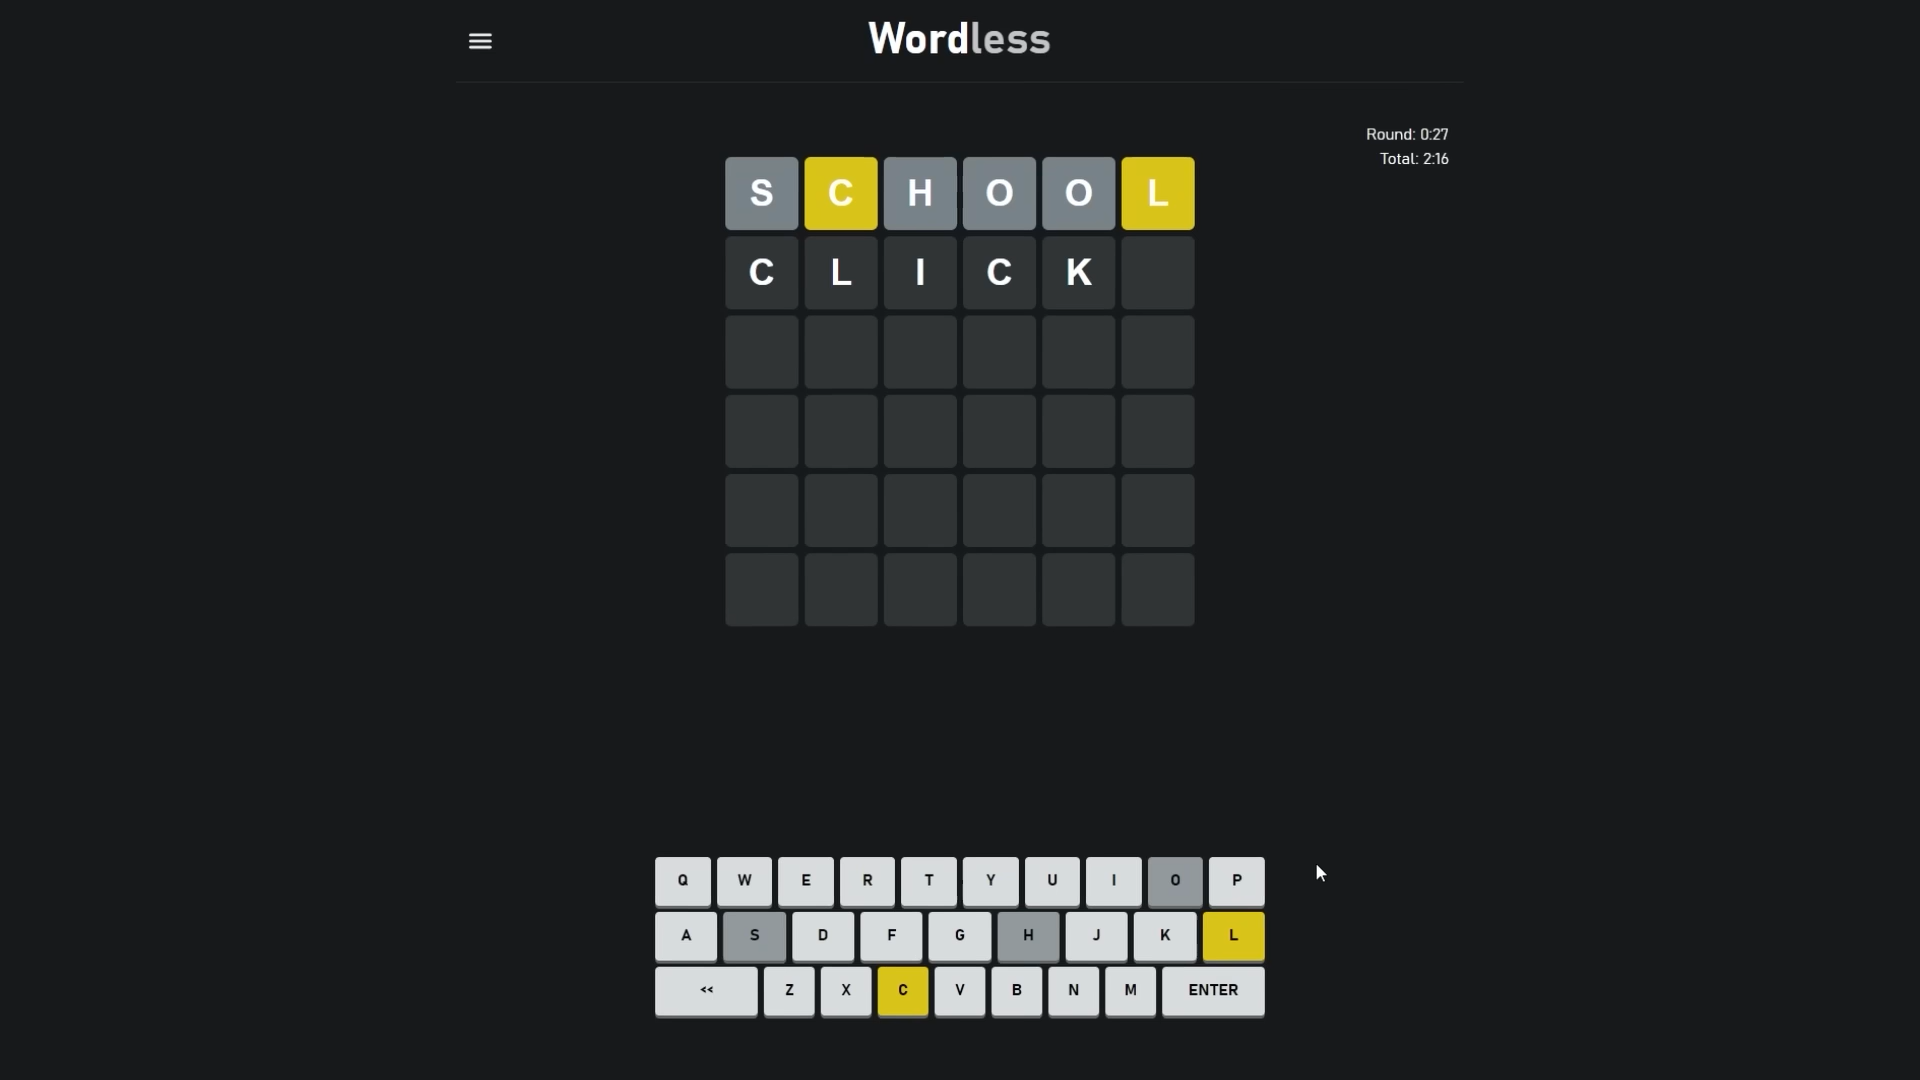 Wordless
Round: 0:27
Total: 2:16
S C H O O L
C L I C K
Q W E R T Y U I O P
A S D F G H J K L
<< Z X C V B N M ENTER